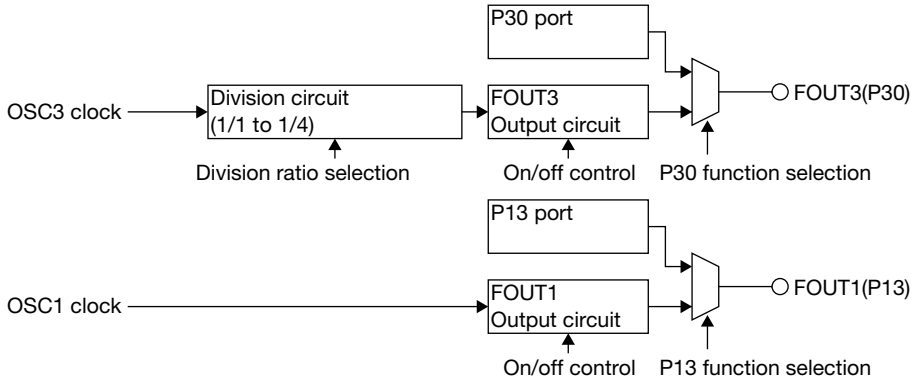 P30 port
OSC3 clock
Division circuit
(1/1 to 1/4)
FOUT3
Output circuit
FOUT3(P30)
Division ratio selection
On/off control
P30 function selection
P13 port
OSC1 clock
FOUT1
Output circuit
FOUT1(P13)
On/off control
P13 function selection